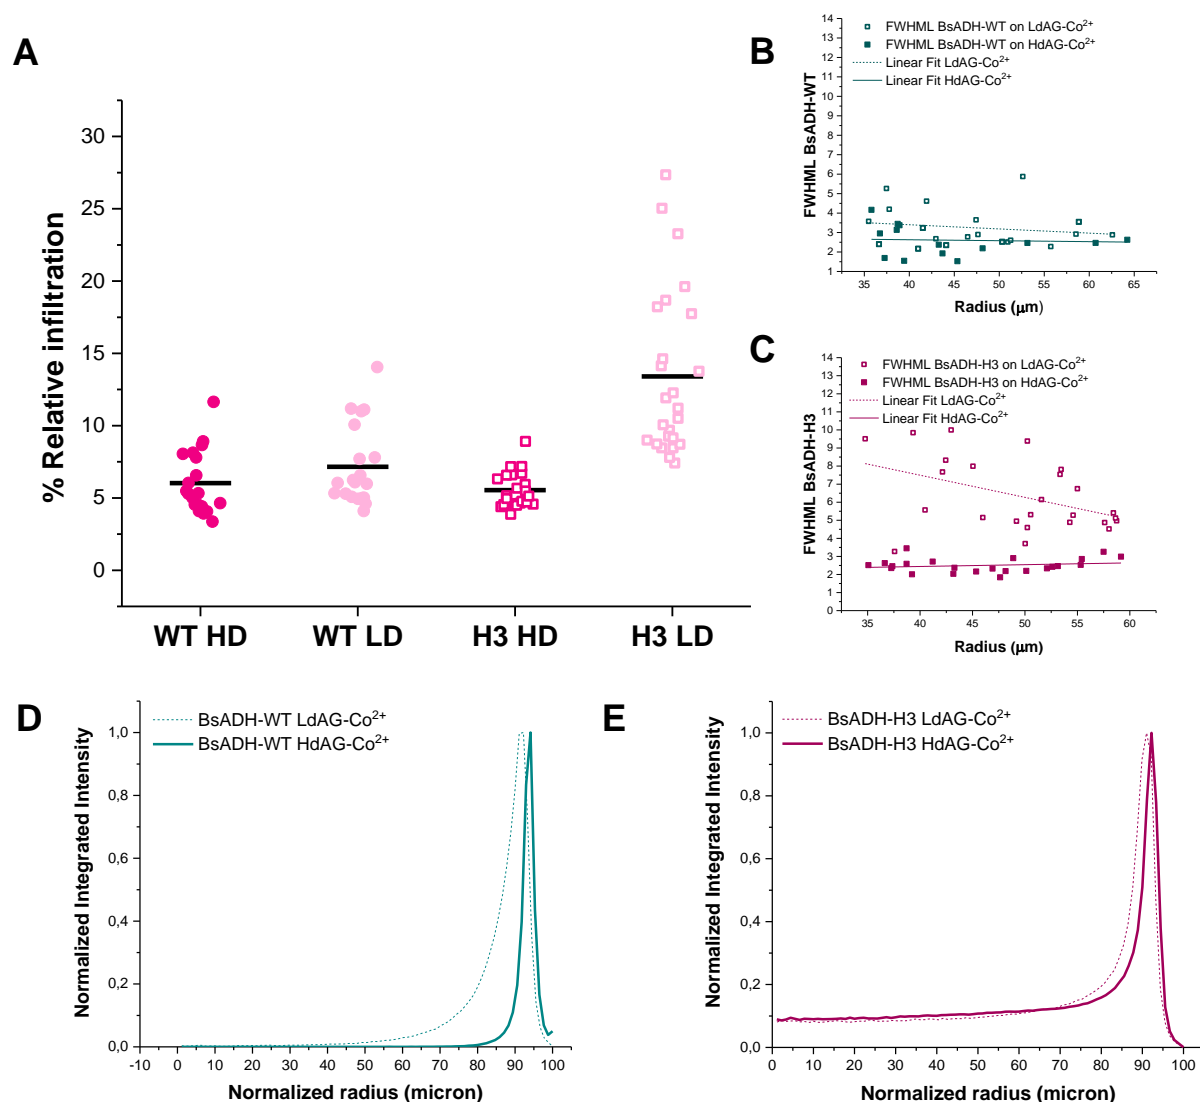 A
% Relative infiltration
30
25
20
15
10
5
0
WT HD
WT LD
H3 HD
H3 LD
B
FWHML BsADH-WT
14
13
12
11
10
9
8
7
6
5
4
3
2
1
FWHML BsADH-WT on LdAG-Co²⁺
FWHML BsADH-WT on HdAG-Co²⁺
Linear Fit LdAG-Co²⁺
Linear Fit HdAG-Co²⁺
35 40 45 50 55 60 65
Radius (μm)
C
FWHML BsADH-H3
14
13
12
11
10
9
8
7
6
5
4
3
2
1
0
FWHML BsADH-H3 on LdAG-Co²⁺
FWHML BsADH-H3 on HdAG-Co²⁺
Linear Fit LdAG-Co²⁺
Linear Fit HdAG-Co²⁺
35 40 45 50 55 60
Radius (μm)
D
Normalized Integrated Intensity
BsADH-WT LdAG-Co²⁺
BsADH-WT HdAG-Co²⁺
1,0
0,8
0,6
0,4
0,2
0,0
-10 0 10 20 30 40 50 60 70 80 90 100
Normalized radius (micron)
E
Normalized Integrated Intensity
BsADH-H3 LdAG-Co²⁺
BsADH-H3 HdAG-Co²⁺
1,0
0,8
0,6
0,4
0,2
0,0
0 10 20 30 40 50 60 70 80 90 100
Normalized radius (micron)